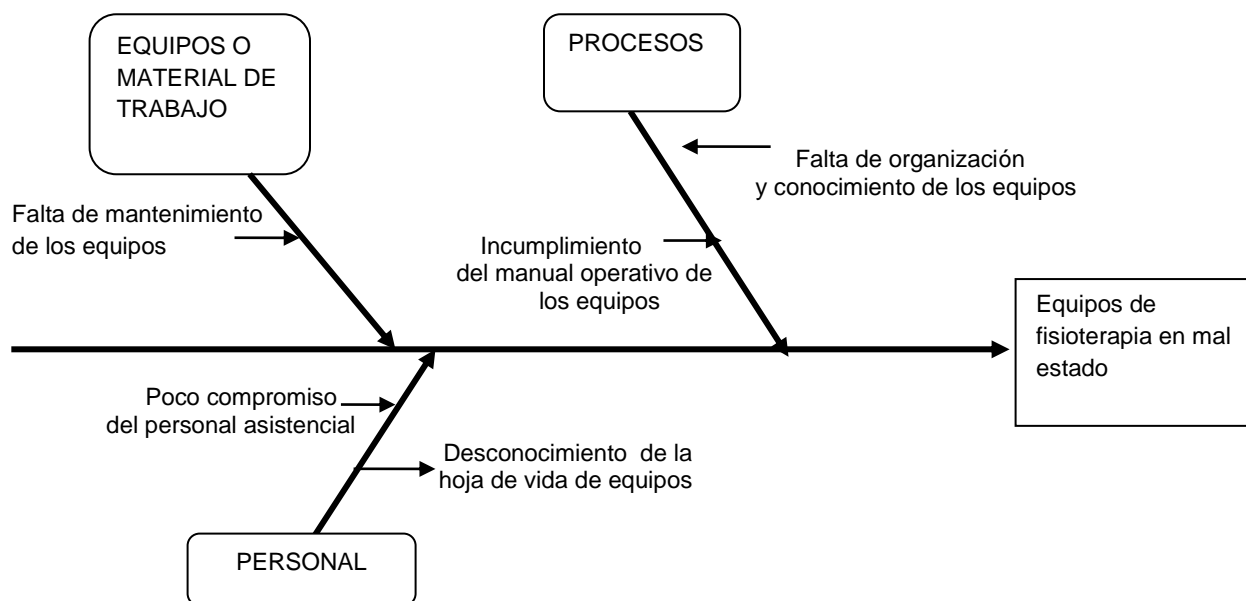 EQUIPOS O
MATERIAL DE
TRABAJO
PROCESOS
Falta de organización
y conocimiento de los equipos
Falta de mantenimiento
de los equipos
Incumplimiento
del manual operativo de
los equipos
Equipos de
fisioterapia en mal
estado
Poco compromiso
del personal asistencial
Desconocimiento de la
hoja de vida de equipos
PERSONAL